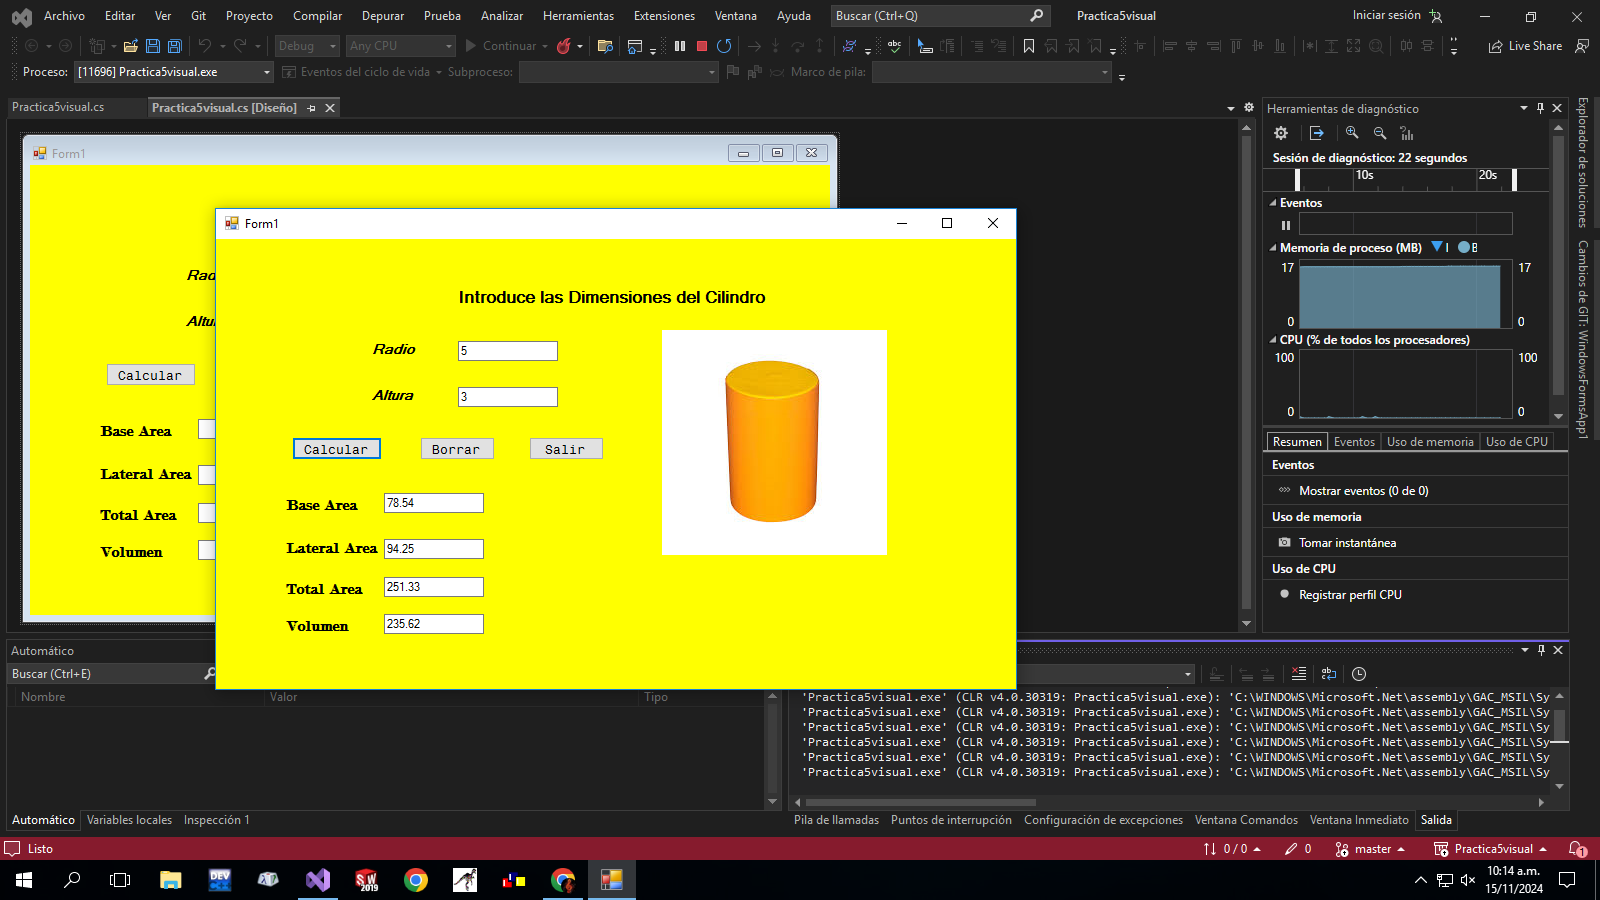 Archivo Editar Ver Git Proyecto Compilar Depurar Prueba Analizar Herramientas Extensiones Ventana Ayuda Buscar (Ctrl+Q) Practica5visual Iniciar sesión
Debug Any CPU Continuar Live Share
Proceso: [11696] Practica5visual.exe Eventos del ciclo de vida Subproceso: Marco de pila:
Practica5visual.cs Practica5visual.cs [Diseño]
Form1
Calcular
Base Area
Lateral Area
Total Area
Volumen
Form1
Introduce las Dimensiones del Cilindro
Radio 5
Altura 3
Calcular Borrar Salir
Base Area 78.54
Lateral Area 94.25
Total Area 251.33
Volumen 235.62
Herramientas de diagnóstico
Sesión de diagnóstico: 22 segundos
10s 20s
Eventos
Memoria de proceso (MB) I B
17 17
0 0
CPU (% de todos los procesadores)
100 100
0 0
Resumen Eventos Uso de memoria Uso de CPU
Eventos
Mostrar eventos (0 de 0)
Uso de memoria
Tomar instantánea
Uso de CPU
Registrar perfil CPU
Explorador de soluciones
Cambios de GIT: WindowsFormsApp1
Automático
Buscar (Ctrl+E)
Nombre Valor Tipo
Automático Variables locales Inspección 1
'Practica5visual.exe' (CLR v4.0.30319: Practica5visual.exe): 'C:\WINDOWS\Microsoft.Net\assembly\GAC_MSIL\Sy
'Practica5visual.exe' (CLR v4.0.30319: Practica5visual.exe): 'C:\WINDOWS\Microsoft.Net\assembly\GAC_MSIL\Sy
'Practica5visual.exe' (CLR v4.0.30319: Practica5visual.exe): 'C:\WINDOWS\Microsoft.Net\assembly\GAC_MSIL\Sy
'Practica5visual.exe' (CLR v4.0.30319: Practica5visual.exe): 'C:\WINDOWS\Microsoft.Net\assembly\GAC_MSIL\Sy
'Practica5visual.exe' (CLR v4.0.30319: Practica5visual.exe): 'C:\WINDOWS\Microsoft.Net\assembly\GAC_MSIL\Sy
'Practica5visual.exe' (CLR v4.0.30319: Practica5visual.exe): 'C:\WINDOWS\Microsoft.Net\assembly\GAC_MSIL\Sy
Pila de llamadas Puntos de interrupción Configuración de excepciones Ventana Comandos Ventana Inmediato Salida
Listo 0 / 0 0 master Practica5visual 1
10:14 a.m.
15/11/2024